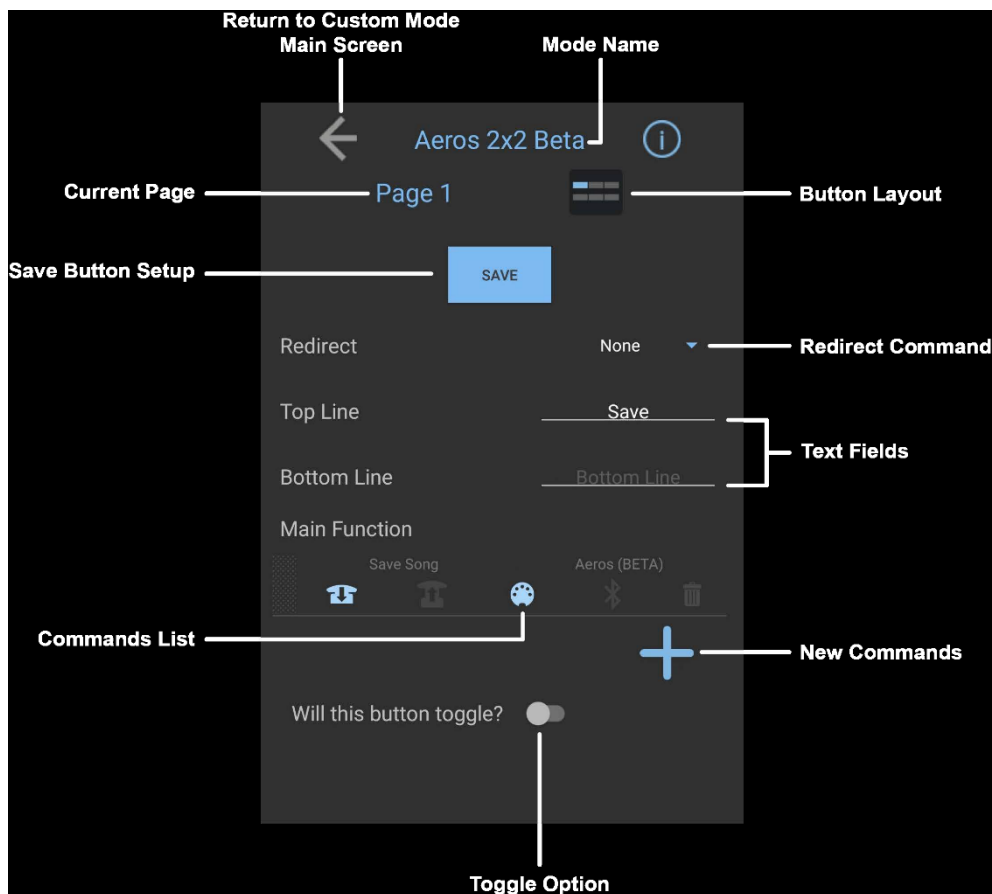 Return to Custom Mode
Main Screen
Mode Name
Aeros 2x2 Beta
i
Current Page
Page 1
Button Layout
Save Button Setup
SAVE
Redirect
None
Redirect Command
Top Line
Save
Text Fields
Bottom Line
Bottom Line
Main Function
Save Song
Aeros (BETA)
Commands List
New Commands
Will this button toggle?
Toggle Option